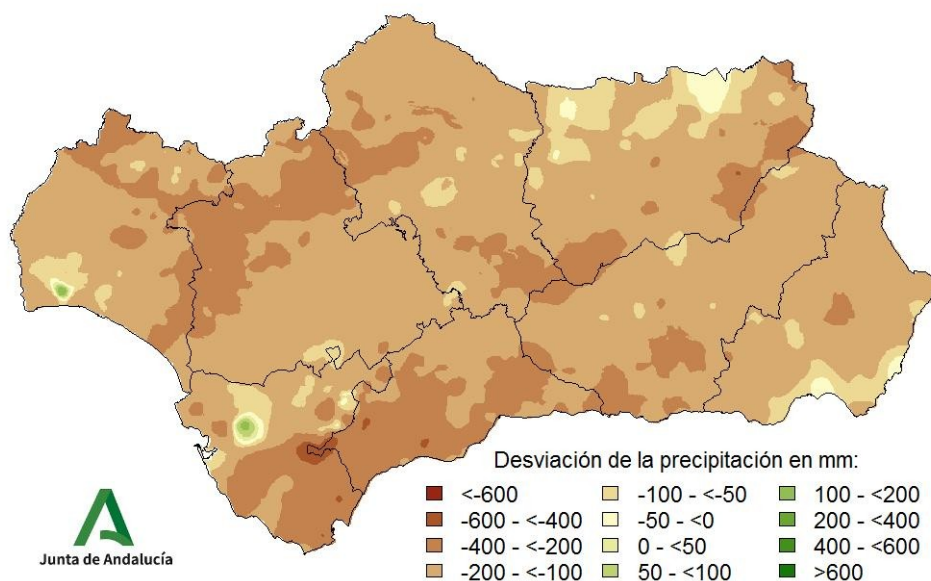 Desviación de la precipitación en mm:
<-600
-600 - <-400
-400 - <-200
-200 - <-100
-100 - <-50
-50 - <0
0 - <50
50 - <100
100 - <200
200 - <400
400 - <600
>600
Junta de Andalucía